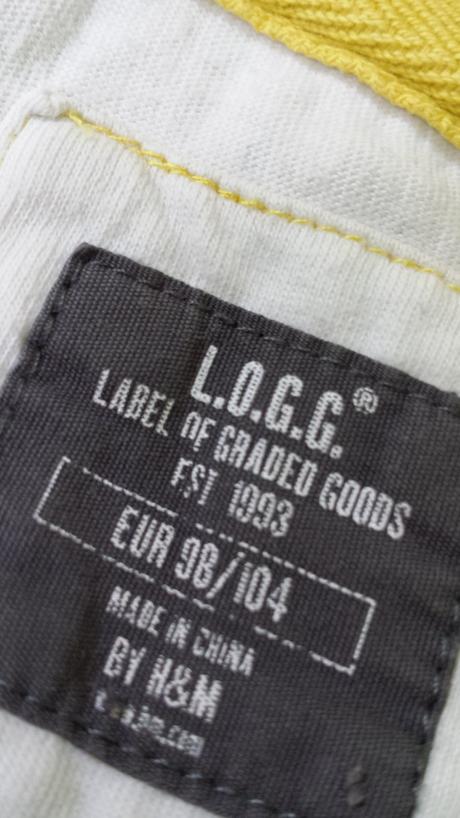 L.O.G.G.®
LABEL OF GRADED GOODS
EST 1993
EUR 98/104
MADE IN CHINA
BY H&M